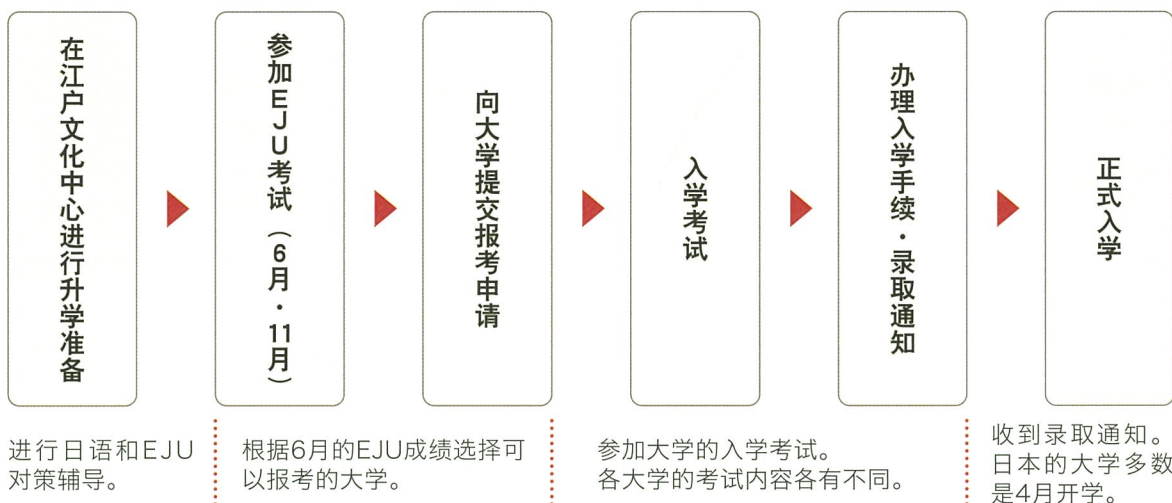 在江户文化中心进行升学准备
参加EJU考试（6月・11月）
向大学提交报考申请
入学考试
办理入学手续・录取通知
正式入学
进行日语和EJU
对策辅导。
根据6月的EJU成绩选择可
以报考的大学。
参加大学的入学考试。
各大学的考试内容各有不同。
收到录取通知。
日本的大学多数
是4月开学。